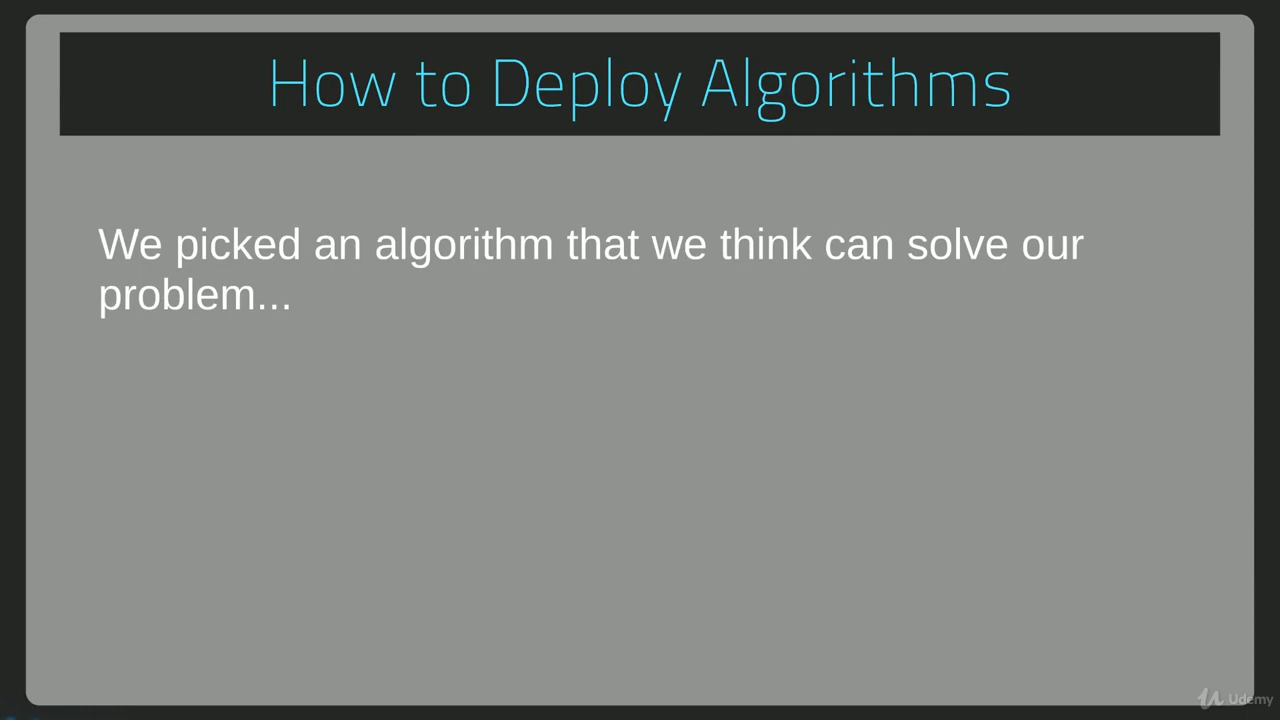 How to Deploy Algorithms
We picked an algorithm that we think can solve our
problem...
Udemy